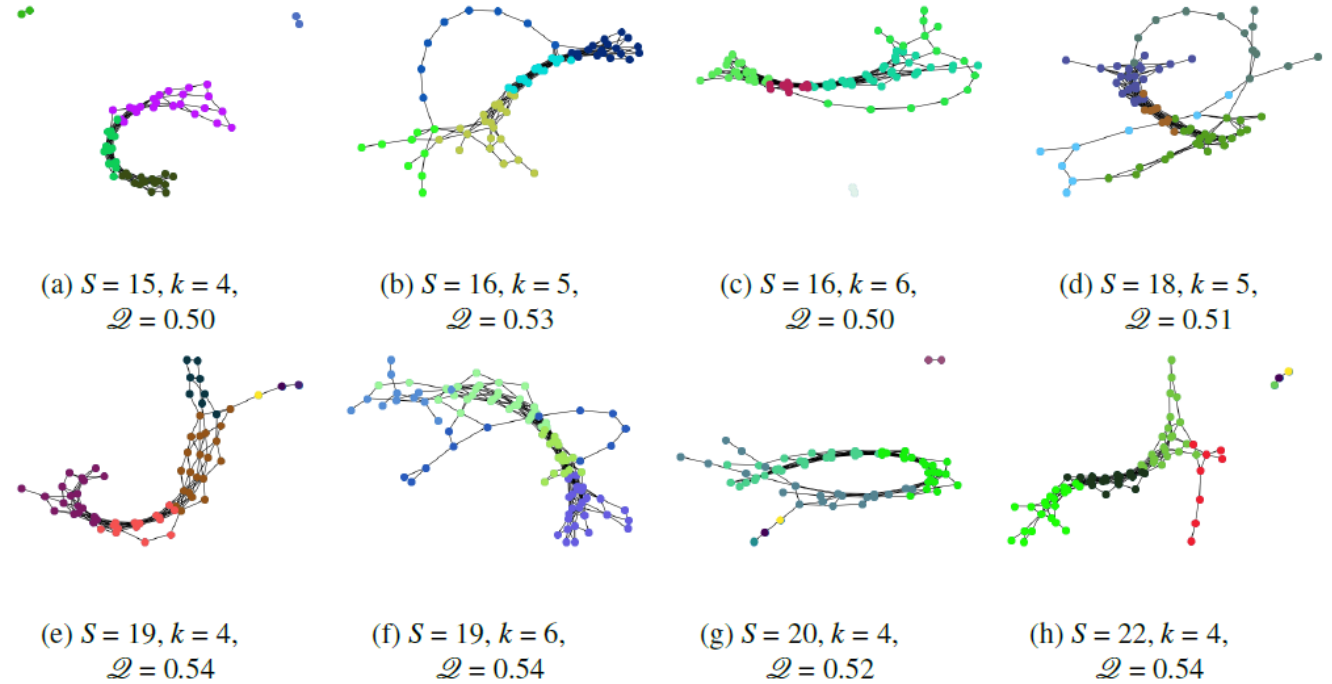 (a) S = 15, k = 4,
𝒬 = 0.50
(b) S = 16, k = 5,
𝒬 = 0.53
(c) S = 16, k = 6,
𝒬 = 0.50
(d) S = 18, k = 5,
𝒬 = 0.51
(e) S = 19, k = 4,
𝒬 = 0.54
(f) S = 19, k = 6,
𝒬 = 0.54
(g) S = 20, k = 4,
𝒬 = 0.52
(h) S = 22, k = 4,
𝒬 = 0.54